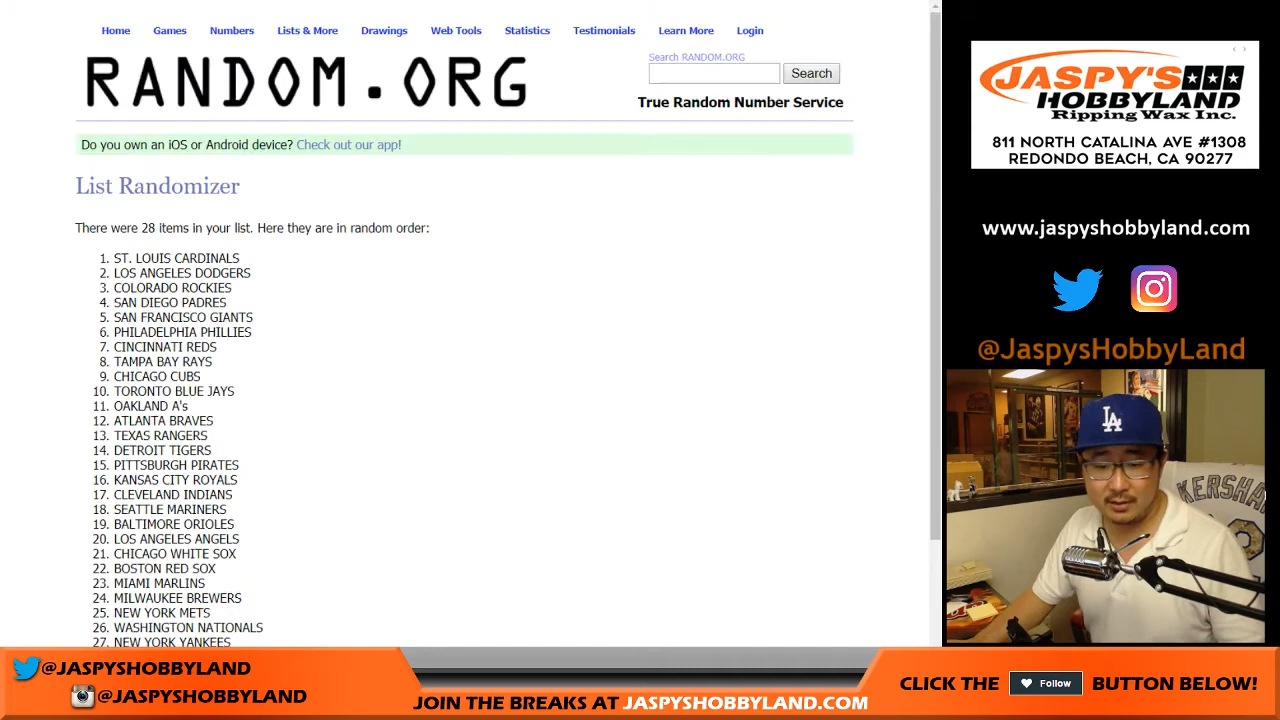 Home Games Numbers Lists & More Drawings Web Tools Statistics Testimonials Learn More Login
RANDOM.ORG
Search RANDOM.ORG
Search
True Random Number Service
Do you own an iOS or Android device? Check out our app!
List Randomizer
There were 28 items in your list. Here they are in random order:
1. ST. LOUIS CARDINALS
2. LOS ANGELES DODGERS
3. COLORADO ROCKIES
4. SAN DIEGO PADRES
5. SAN FRANCISCO GIANTS
6. PHILADELPHIA PHILLIES
7. CINCINNATI REDS
8. TAMPA BAY RAYS
9. CHICAGO CUBS
10. TORONTO BLUE JAYS
11. OAKLAND A's
12. ATLANTA BRAVES
13. TEXAS RANGERS
14. DETROIT TIGERS
15. PITTSBURGH PIRATES
16. KANSAS CITY ROYALS
17. CLEVELAND INDIANS
18. SEATTLE MARINERS
19. BALTIMORE ORIOLES
20. LOS ANGELES ANGELS
21. CHICAGO WHITE SOX
22. BOSTON RED SOX
23. MIAMI MARLINS
24. MILWAUKEE BREWERS
25. NEW YORK METS
26. WASHINGTON NATIONALS
27. NEW YORK YANKEES
JASPY'S
HOBBYLAND
Ripping Wax Inc.
811 NORTH CATALINA AVE #1308
REDONDO BEACH, CA 90277
www.jaspyshobbyland.com
@JaspysHobbyLand
LA
KERSHA
@JASPYSHOBBYLAND
@JASPYSHOBBYLAND
JOIN THE BREAKS AT JASPYSHOBBYLAND.COM
CLICK THE Follow BUTTON BELOW!